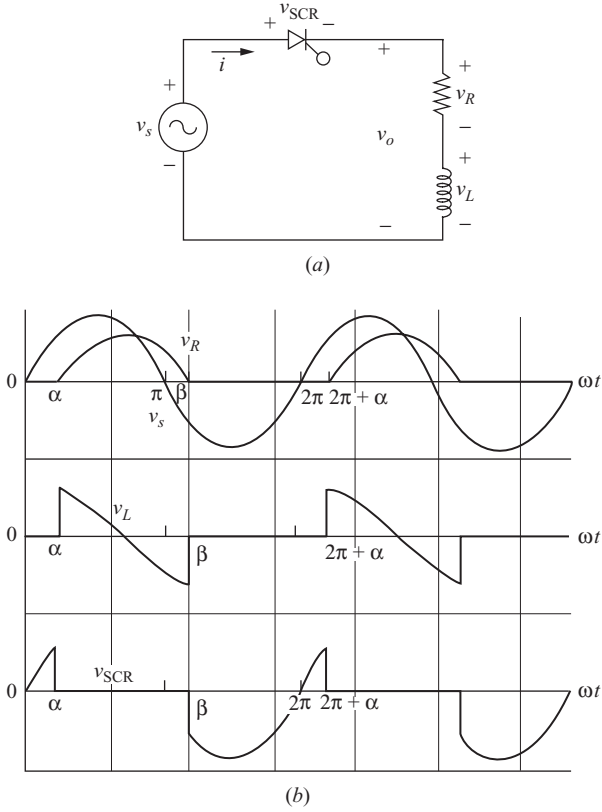 v_SCR
+ −
i
+ + +
v_R
v_s v_o −
+
v_L
− − −
(a)
v_R
0 α π β 2π 2π + α ωt
v_s
v_L
0 α β 2π + α ωt
v_SCR
0 α β 2π 2π + α ωt
(b)